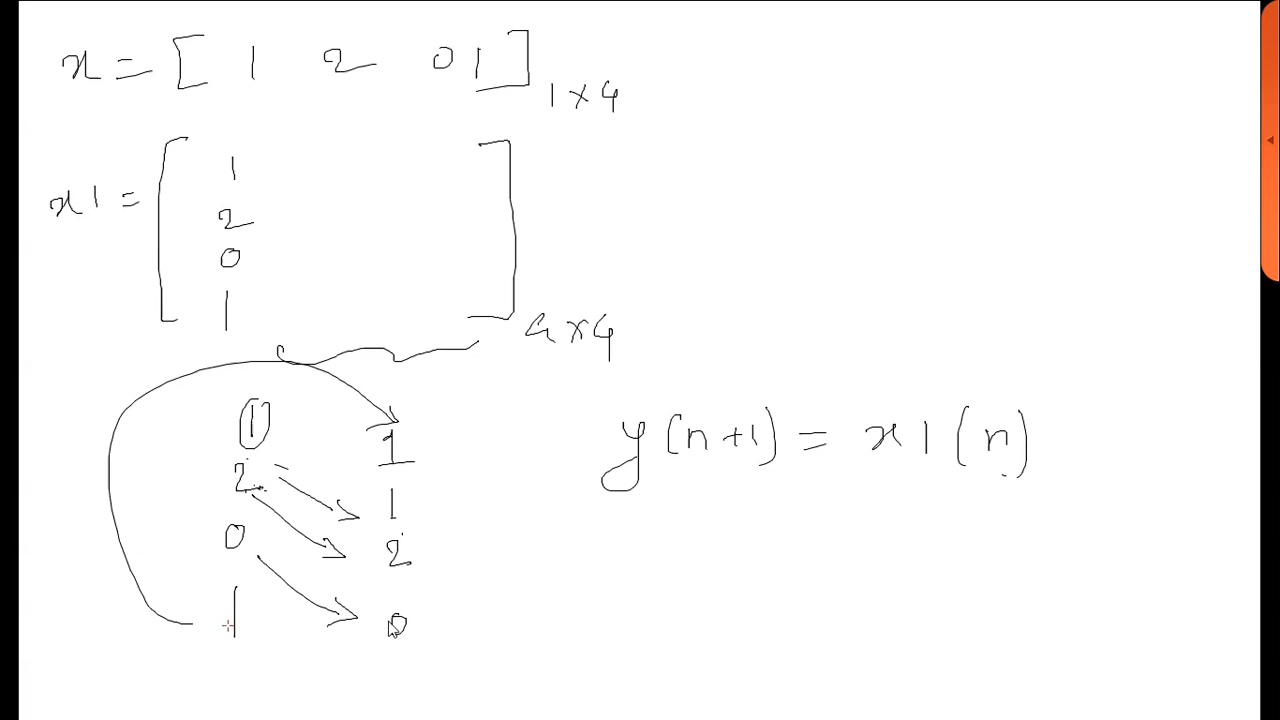 x = [ 1 2 0 1 ] 1 × 4
x1 = [ 1
2
0
1 ] 4 × 4
1 1
2 1
0 2
1 0
y(n+1) = x1(n)